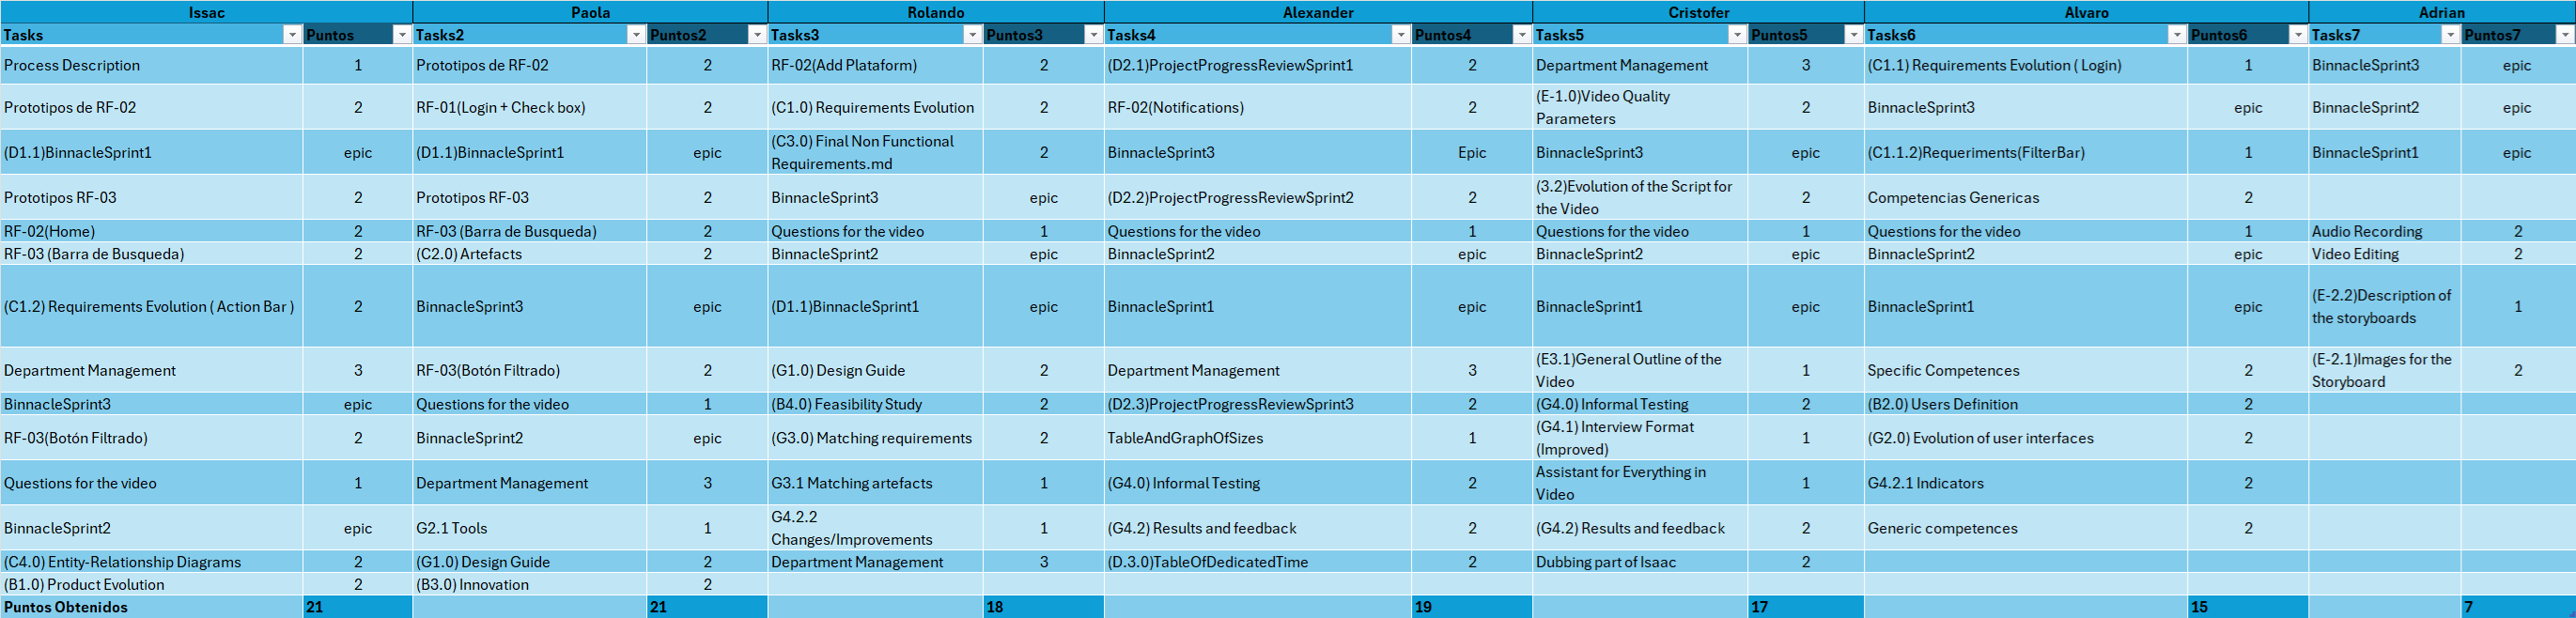 Issac Paola Rolando Alexander Cristofer Alvaro Adrian
Tasks Puntos Tasks2 Puntos2 Tasks3 Puntos3 Tasks4 Puntos4 Tasks5 Puntos5 Tasks6 Puntos6 Tasks7 Puntos7
Process Description 1 Prototipos de RF-02 2 RF-02(Add Plataform) 2 (D2.1)ProjectProgressReviewSprint1 2 Department Management 3 (C1.1) Requirements Evolution ( Login) 1 BinnacleSprint3 epic
Prototipos de RF-02 2 RF-01(Login + Check box) 2 (C1.0) Requirements Evolution 2 RF-02(Notifications) 2 (E-1.0)Video Quality
Parameters 2 BinnacleSprint3 epic BinnacleSprint2 epic
(D1.1)BinnacleSprint1 epic (D1.1)BinnacleSprint1 epic (C3.0) Final Non Functional
Requirements.md 2 BinnacleSprint3 Epic BinnacleSprint3 epic (C1.1.2)Requeriments(FilterBar) 1 BinnacleSprint1 epic
Prototipos RF-03 2 Prototipos RF-03 2 BinnacleSprint3 epic (D2.2)ProjectProgressReviewSprint2 2 (3.2)Evolution of the Script for
the Video 2 Competencias Genericas 2
RF-02(Home) 2 RF-03 (Barra de Busqueda) 2 Questions for the video 1 Questions for the video 1 Questions for the video 1 Questions for the video 1 Audio Recording 2
RF-03 (Barra de Busqueda) 2 (C2.0) Artefacts 2 BinnacleSprint2 epic BinnacleSprint2 epic BinnacleSprint2 epic BinnacleSprint2 epic Video Editing 2
(C1.2) Requirements Evolution ( Action Bar ) 2 BinnacleSprint3 epic (D1.1)BinnacleSprint1 epic BinnacleSprint1 epic BinnacleSprint1 epic BinnacleSprint1 epic (E-2.2)Description of
the storyboards 1
Department Management 3 RF-03(Botón Filtrado) 2 (G1.0) Design Guide 2 Department Management 3 (E3.1)General Outline of the
Video 1 Specific Competences 2 (E-2.1)Images for the
Storyboard 2
BinnacleSprint3 epic Questions for the video 1 (B4.0) Feasibility Study 2 (D2.3)ProjectProgressReviewSprint3 2 (G4.0) Informal Testing 2 (B2.0) Users Definition 2
RF-03(Botón Filtrado) 2 BinnacleSprint2 epic (G3.0) Matching requirements 2 TableAndGraphOfSizes 1 (G4.1) Interview Format
(Improved) 1 (G2.0) Evolution of user interfaces 2
Questions for the video 1 Department Management 3 G3.1 Matching artefacts 1 (G4.0) Informal Testing 2 Assistant for Everything in
Video 1 G4.2.1 Indicators 2
BinnacleSprint2 epic G2.1 Tools 1 G4.2.2
Changes/Improvements 1 (G4.2) Results and feedback 2 (G4.2) Results and feedback 2 Generic competences 2
(C4.0) Entity-Relationship Diagrams 2 (G1.0) Design Guide 2 Department Management 3 (D.3.0)TableOfDedicatedTime 2 Dubbing part of Isaac 2
(B1.0) Product Evolution 2 (B3.0) Innovation 2
Puntos Obtenidos 21 21 18 19 17 15 7